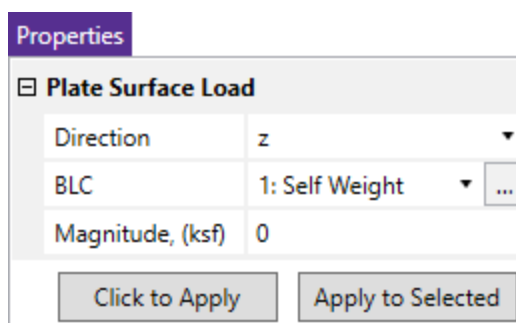 Properties
Plate Surface Load
Direction z
BLC 1: Self Weight ...
Magnitude, (ksf) 0
Click to Apply Apply to Selected